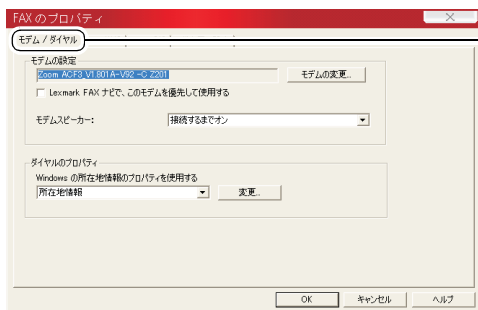 FAX のプロパティ
モデム / ダイヤル
モデムの設定
Zoom ACF3_V1.801A-V92 -C Z201
モデムの変更...
Lexmark FAX ナビで、このモデムを優先して使用する
モデムスピーカー:
接続するまでオン
ダイヤルのプロパティ
Windows の所在地情報のプロパティを使用する
所在地情報
変更...
OK
キャンセル
ヘルプ